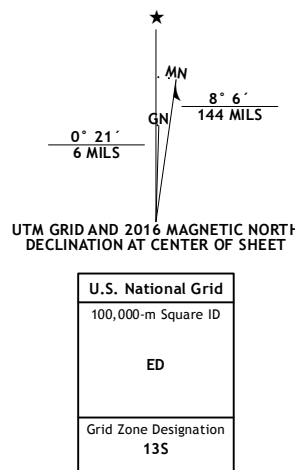 ★
MN
GN
8° 6´
144 MILS
0° 21´
6 MILS
UTM GRID AND 2016 MAGNETIC NORTH
DECLINATION AT CENTER OF SHEET
U.S. National Grid
100,000-m Square ID
ED
Grid Zone Designation
13S